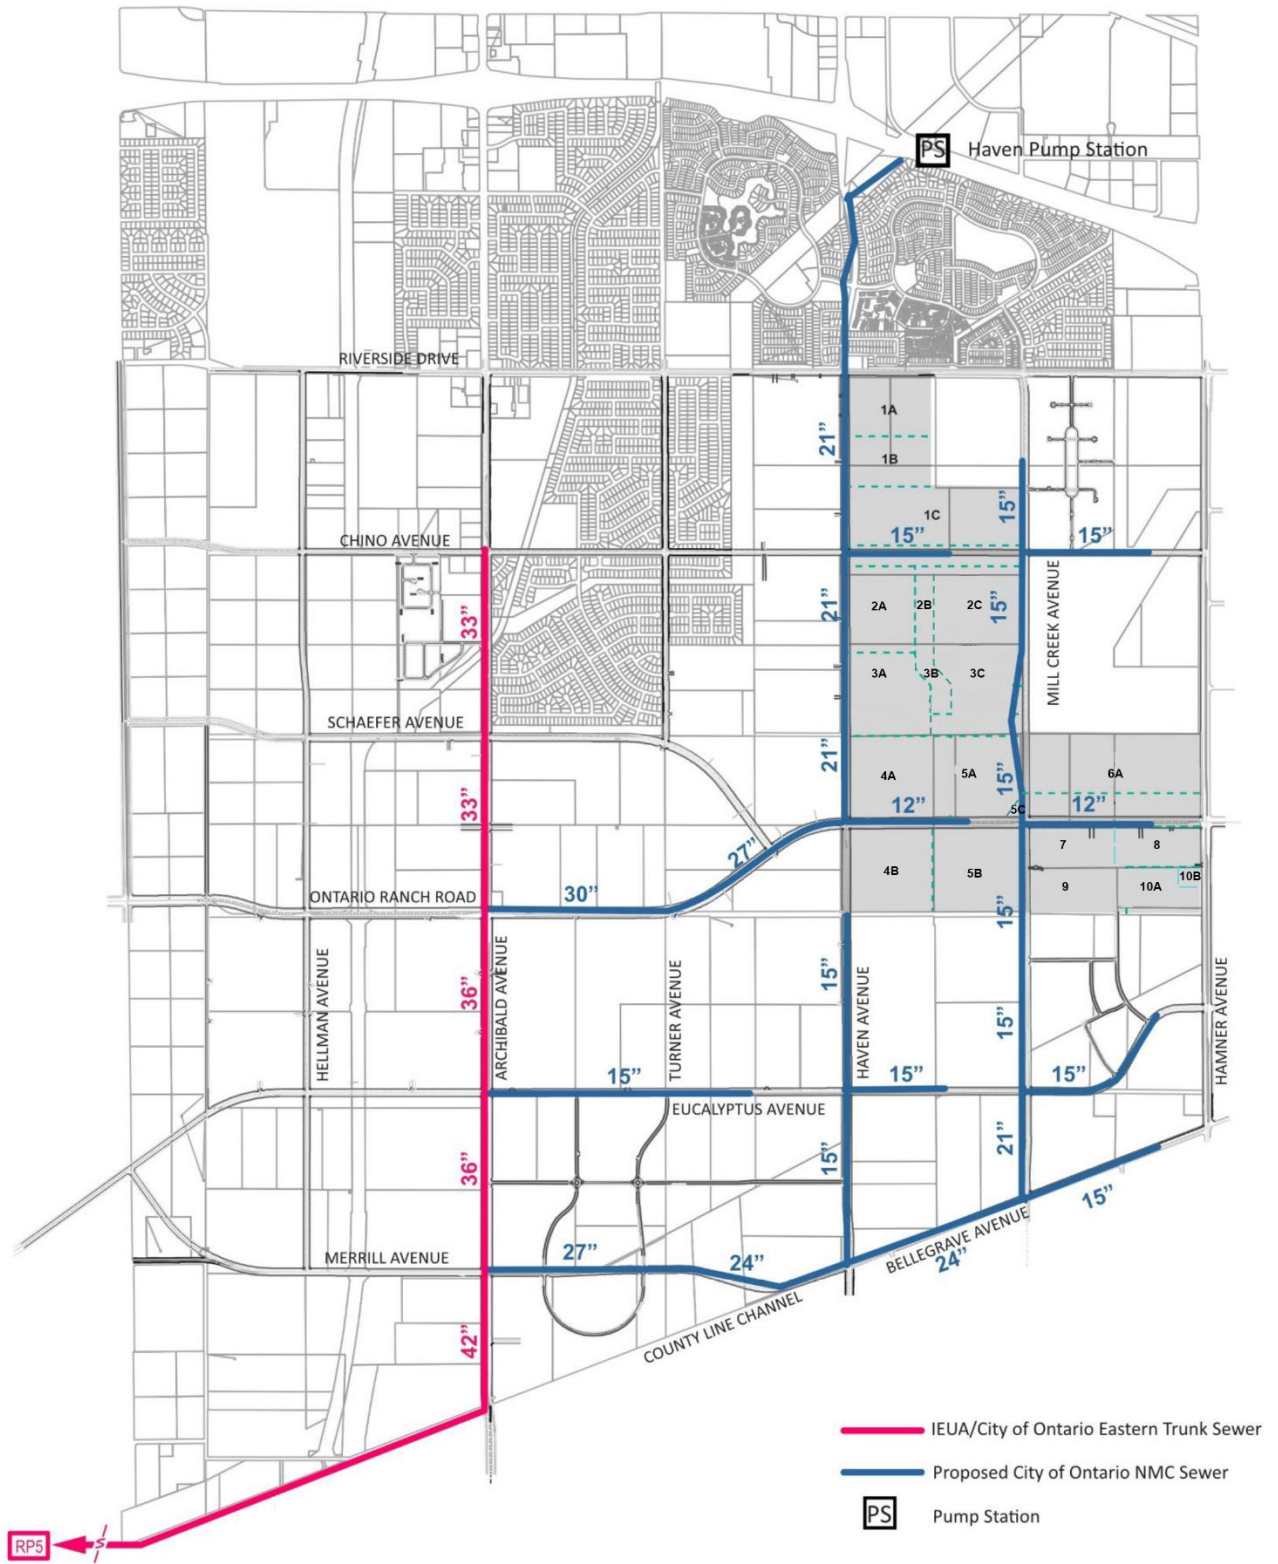 PS Haven Pump Station
RIVERSIDE DRIVE
1A
21”
1B
1C
15”
15”
15”
CHINO AVENUE
33”
21”
2A
2B
2C
15”
MILL CREEK AVENUE
3A
3B
3C
SCHAEFER AVENUE
21”
4A
5A
15”
6A
33”
12”
5C
12”
27”
4B
5B
7
8
9
10A
10B
30”
ONTARIO RANCH ROAD
15”
HELLMAN AVENUE
36”
ARCHIBALD AVENUE
TURNER AVENUE
15”
HAVEN AVENUE
15”
HAMNER AVENUE
15”
15”
15”
EUCALYPTUS AVENUE
36”
15”
21”
15”
MERRILL AVENUE
27”
24”
BELLEGRAVE AVENUE
24”
42”
COUNTY LINE CHANNEL
IEUA/City of Ontario Eastern Trunk Sewer
Proposed City of Ontario NMC Sewer
PS Pump Station
RP5
S